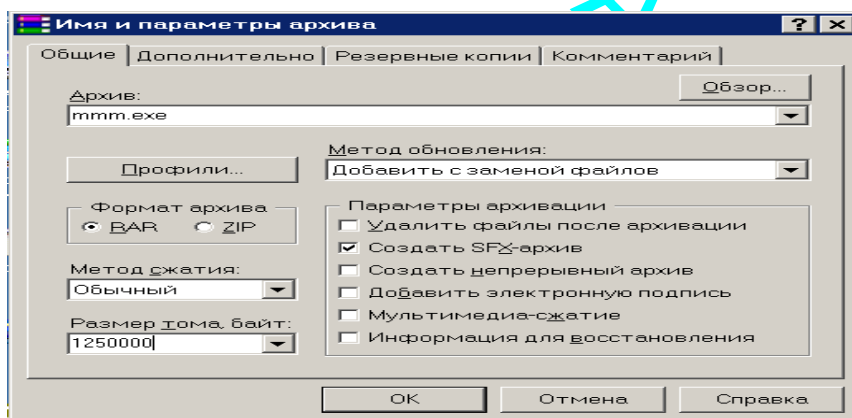 Имя и параметры архива
Общие Дополнительно Резервные копии Комментарий
Обзор...
Архив:
mmm.exe
Метод обновления:
Профили... Добавить с заменой файлов
Формат архива Параметры архивации
RAR ZIP Удалить файлы после архивации
Создать SFX-архив
Метод сжатия: Создать непрерывный архив
Обычный Добавить электронную подпись
Мультимедиа-сжатие
Размер тома, байт: Информация для восстановления
1250000
OK Отмена Справка